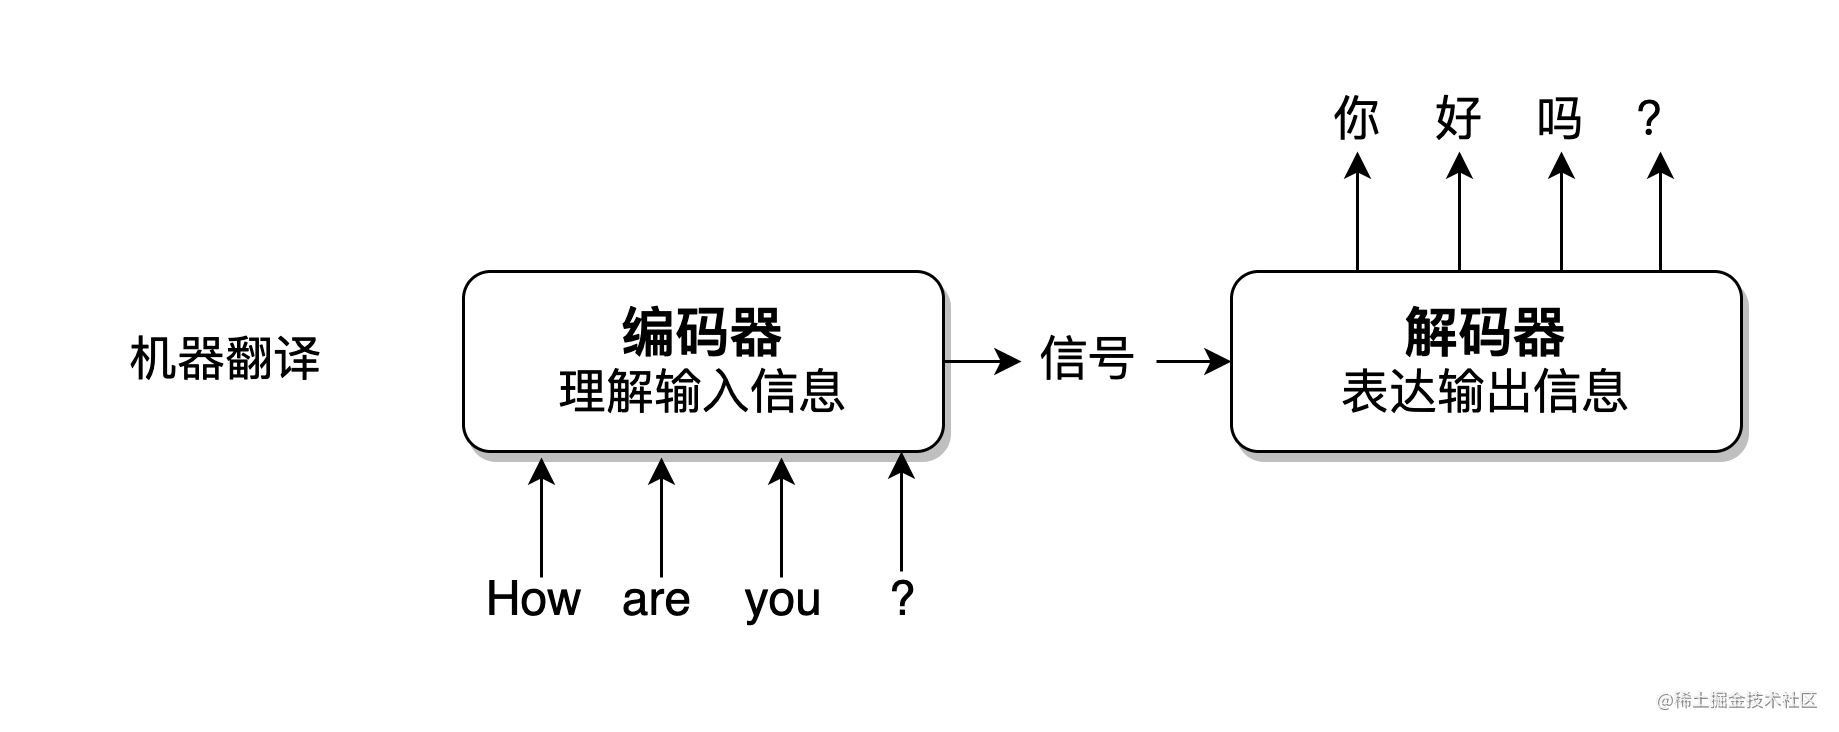 你 好 吗 ?
机器翻译
编码器
理解输入信息
信号
解码器
表达输出信息
How are you ?
@稀土掘金技术社区